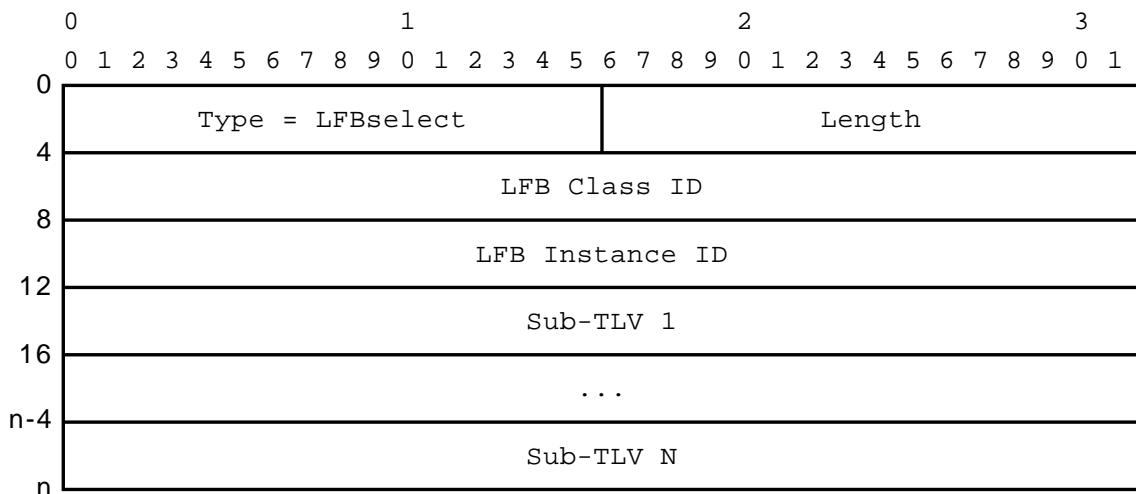 0 1 2 3
0 1 2 3 4 5 6 7 8 9 0 1 2 3 4 5 6 7 8 9 0 1 2 3 4 5 6 7 8 9 0 1
0
Type = LFBselect Length
4
LFB Class ID
8
LFB Instance ID
12
Sub-TLV 1
16
...
n-4
Sub-TLV N
n